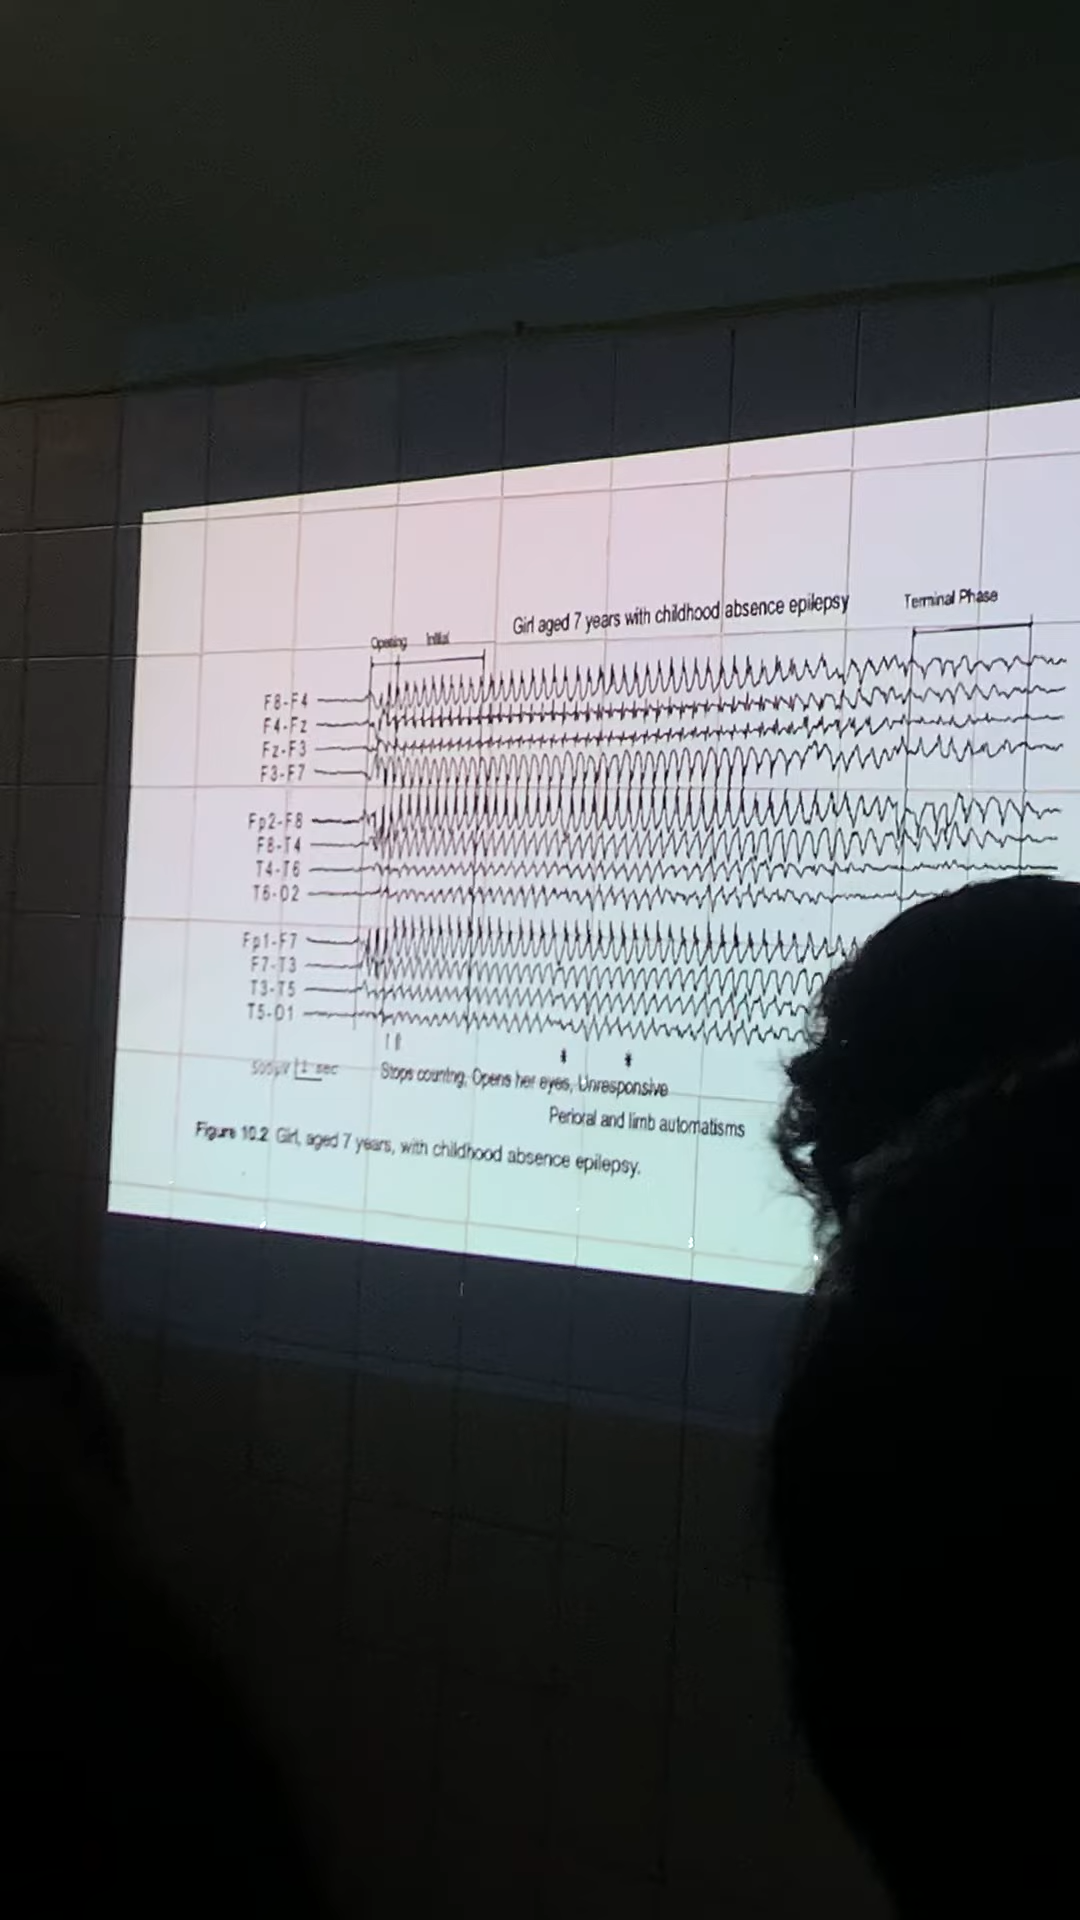 Girl aged 7 years with childhood absence epilepsy
Terminal Phase
Opening Initial
F8-F4
F4-Fz
Fz-F3
F3-F7
Fp2-F8
F8-T4
T4-T6
T6-O2
Fp1-F7
F7-T3
T3-T5
T5-O1
500μV 1 sec
Stops counting, Opens her eyes, Unresponsive
Perioral and limb automatisms
Figure 10.2 Girl, aged 7 years, with childhood absence epilepsy.